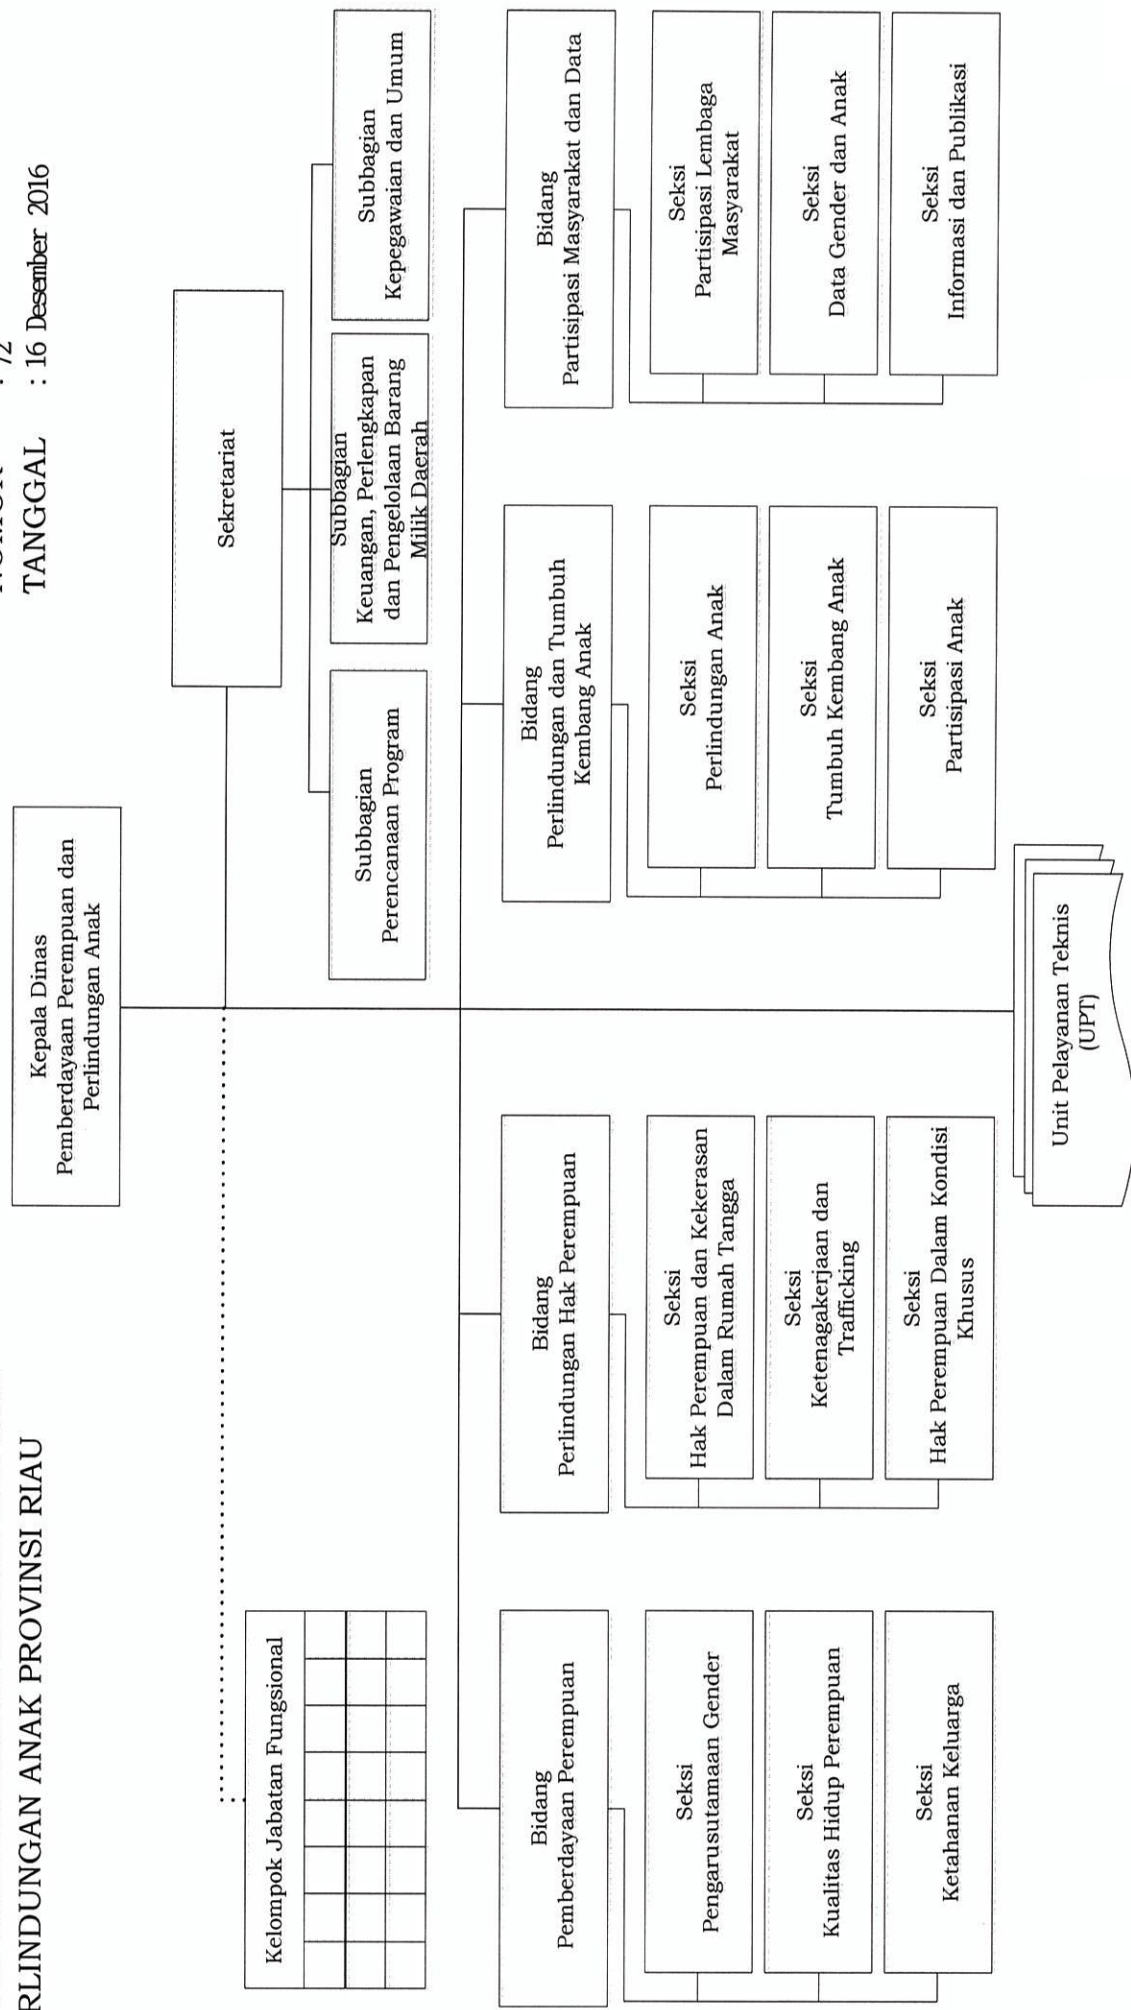 RLINDUNGAN ANAK PROVINSI RIAU
: 72
TANGGAL : 16 Desember 2016
Kepala Dinas
Pemberdayaan Perempuan dan
Perlindungan Anak
Sekretariat
Kelompok Jabatan Fungsional
Subbagian
Perencanaan Program
Subbagian
Keuangan, Perlengkapan
dan Pengelolaan Barang
Milik Daerah
Subbagian
Kepegawaian dan Umum
Bidang
Pemberdayaan Perempuan
Seksi
Pengarusutamaan Gender
Seksi
Kualitas Hidup Perempuan
Seksi
Ketahanan Keluarga
Bidang
Perlindungan Hak Perempuan
Seksi
Hak Perempuan dan Kekerasan
Dalam Rumah Tangga
Seksi
Ketenagakerjaan dan
Trafficking
Seksi
Hak Perempuan Dalam Kondisi
Khusus
Bidang
Perlindungan dan Tumbuh
Kembang Anak
Seksi
Perlindungan Anak
Seksi
Tumbuh Kembang Anak
Seksi
Partisipasi Anak
Bidang
Partisipasi Masyarakat dan Data
Seksi
Partisipasi Lembaga
Masyarakat
Seksi
Data Gender dan Anak
Seksi
Informasi dan Publikasi
Unit Pelayanan Teknis
(UPT)